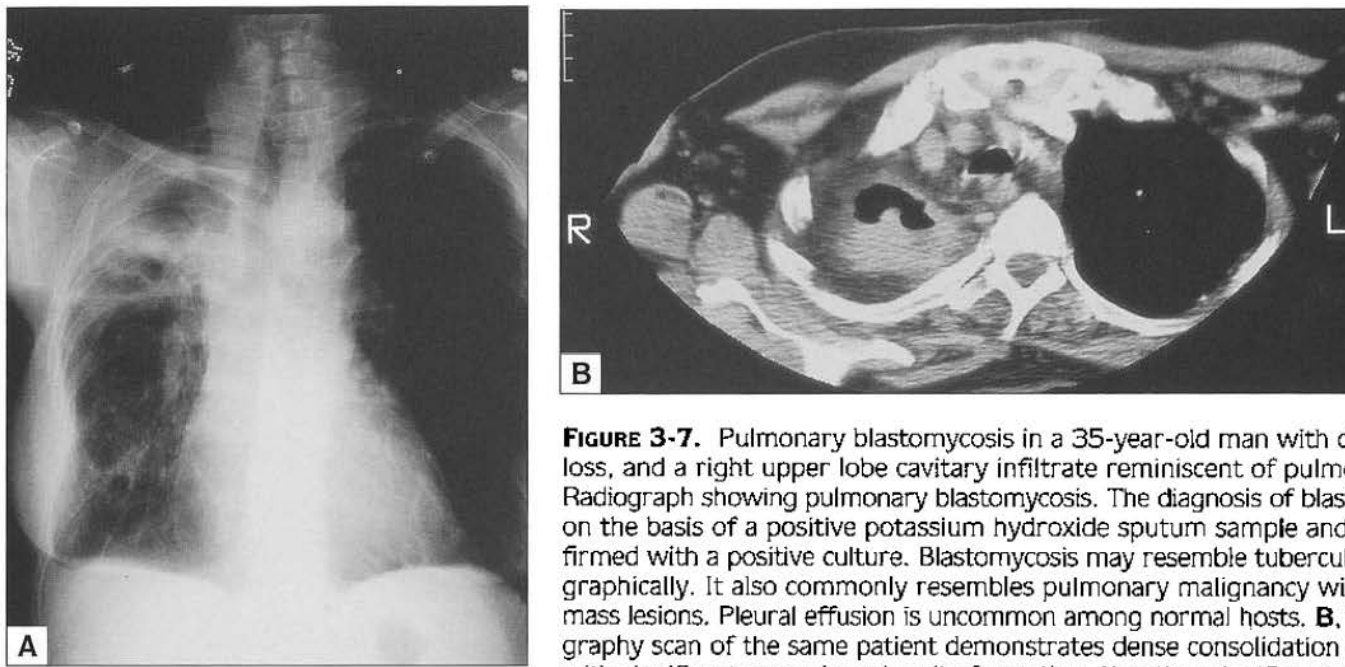 A
R
L
B
FIGURE 3-7. Pulmonary blastomycosis in a 35-year-old man with
loss, and a right upper lobe cavitary infiltrate reminiscent of
Radiograph showing pulmonary blastomycosis. The diagnosis of
on the basis of a positive potassium hydroxide sputum sample and
firmed with a positive culture. Blastomycosis may resemble
graphically. It also commonly resembles pulmonary malignancy
mass lesions. Pleural effusion is uncommon among normal hosts. B.
graphy scan of the same patient demonstrates dense consolidation